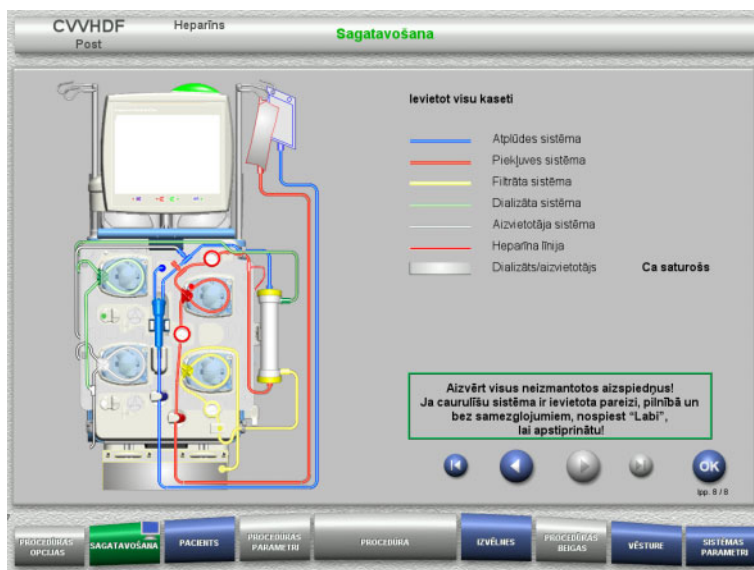 CVVHDF
Post
Heparīns
Sagatavošana
Ievietot visu kaseti
Atplūdes sistēma
Piekļuves sistēma
Filtrāta sistēma
Dializāta sistēma
Aizvietotāja sistēma
Heparīna līnija
Dializāts/aizvietotājs Ca saturošs
Aizvērt visus neizmantotos aizspiedņus!
Ja caurulīšu sistēma ir ievietota pareizi, pilnībā un
bez samezglojumiem, nospiest “Labi”,
lai apstiprinātu!
OK
lpp. 8 / 8
PROCEDŪRAS
OPCIJAS
SAGATAVOŠANA
PACIENTS
PROCEDŪRAS
PARAMETRI
PROCEDŪRA
IZVĒLNES
PROCEDŪRAS
BEIGAS
VĒSTURE
SISTĒMAS
PARAMETRI